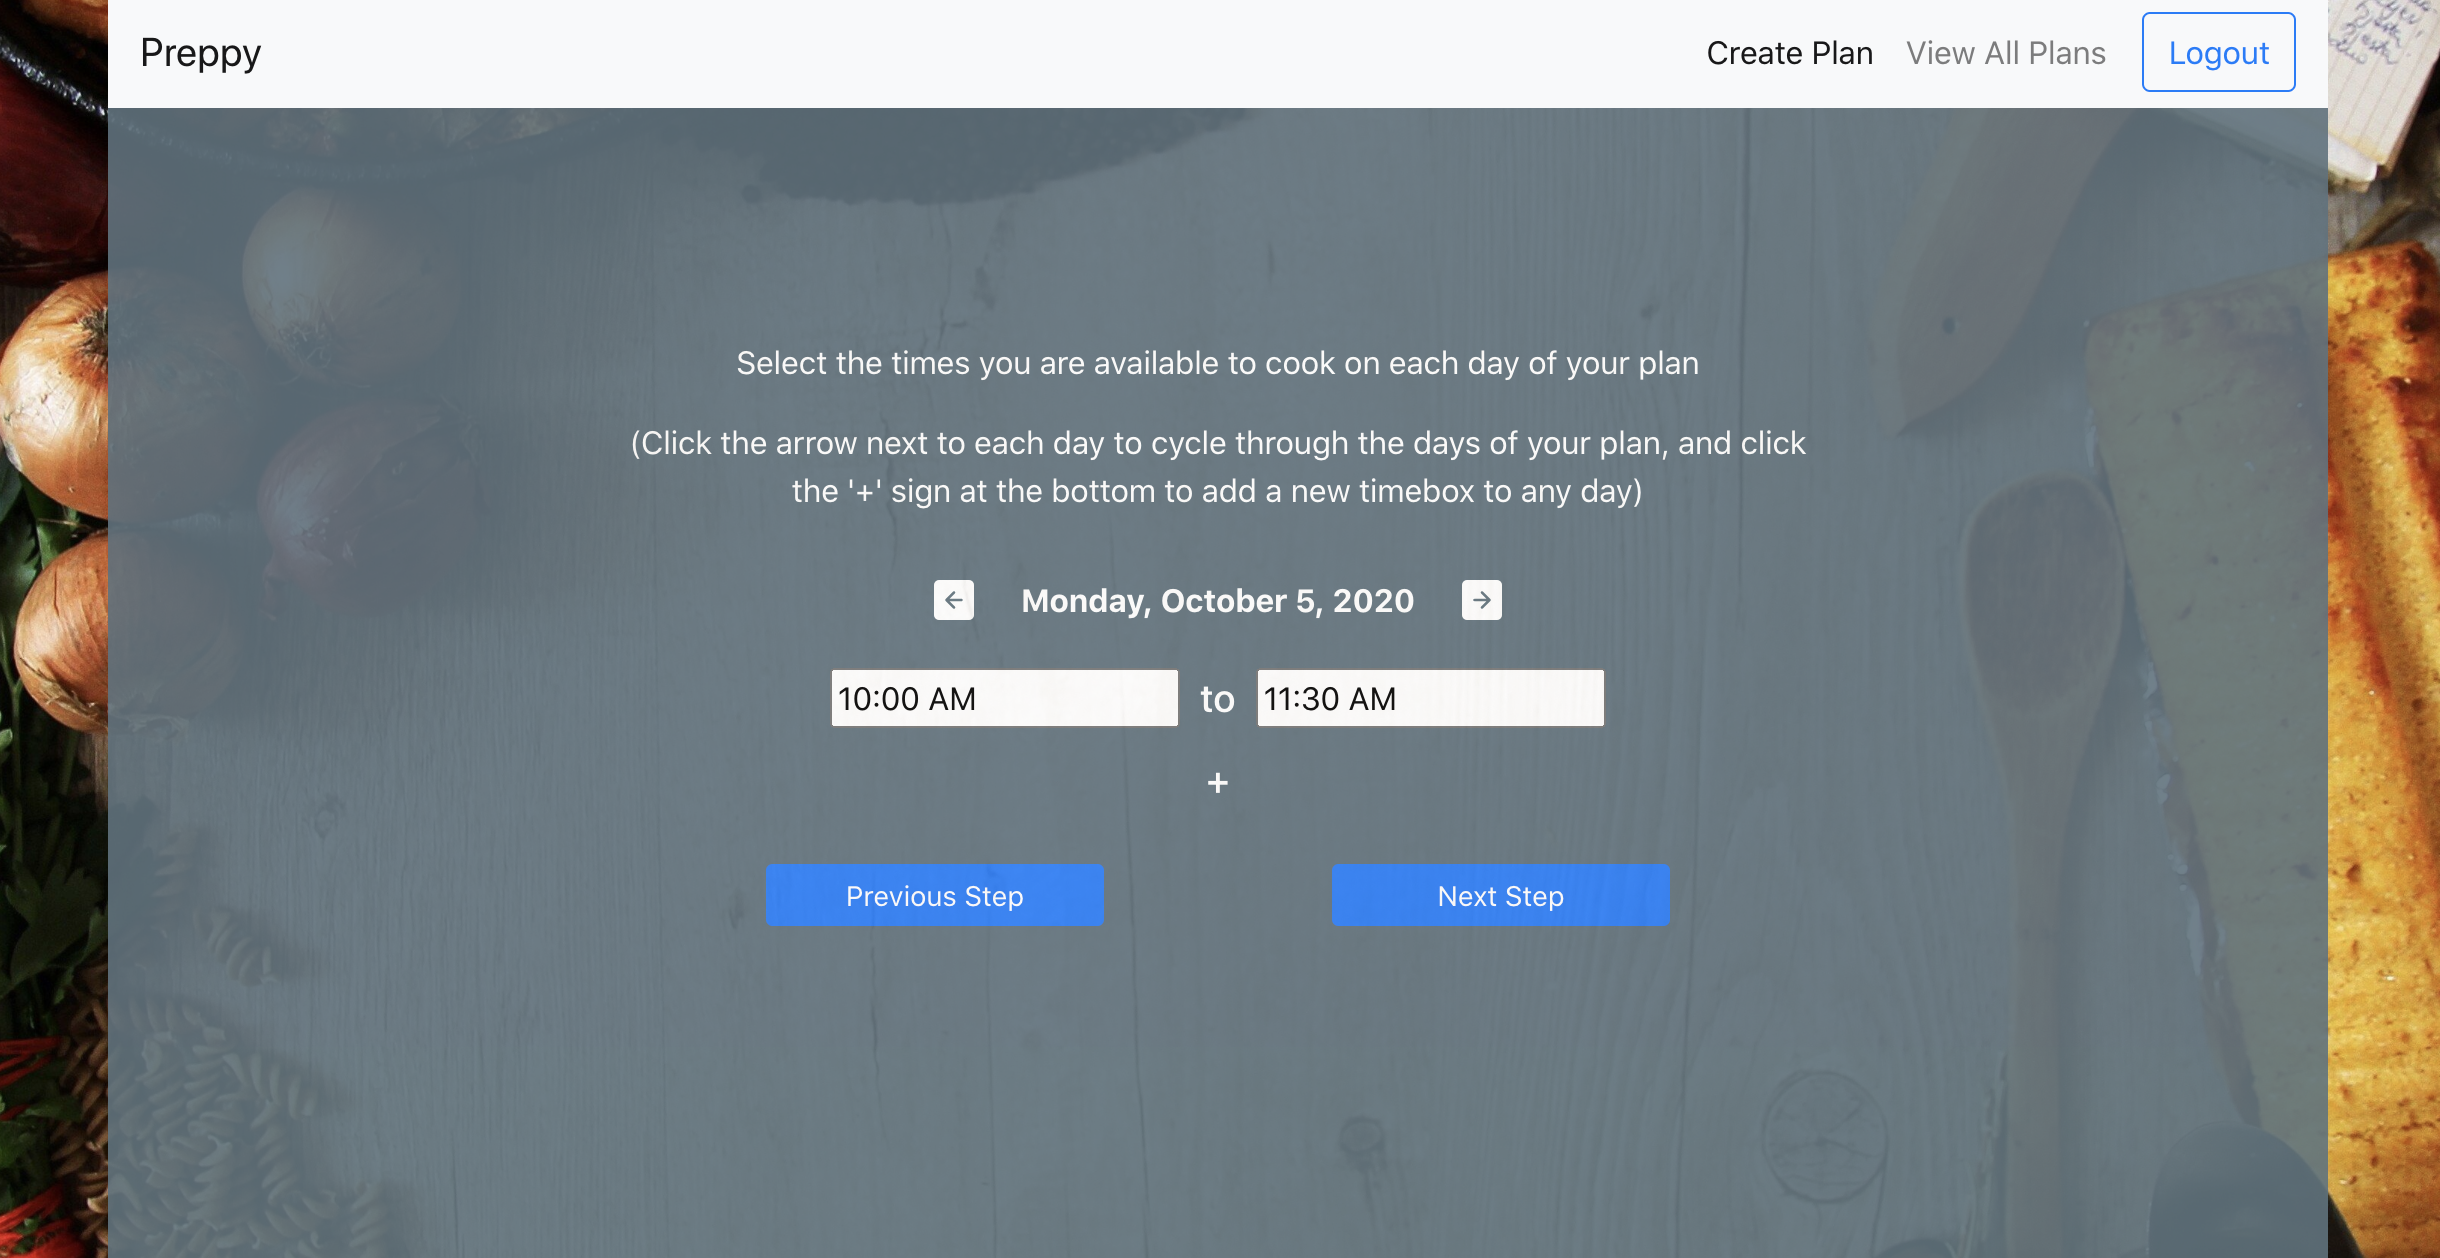 Preppy
Create Plan
View All Plans
Logout
Select the times you are available to cook on each day of your plan
(Click the arrow next to each day to cycle through the days of your plan, and click
the '+' sign at the bottom to add a new timebox to any day)
← Monday, October 5, 2020 →
10:00 AM to 11:30 AM
+
Previous Step
Next Step